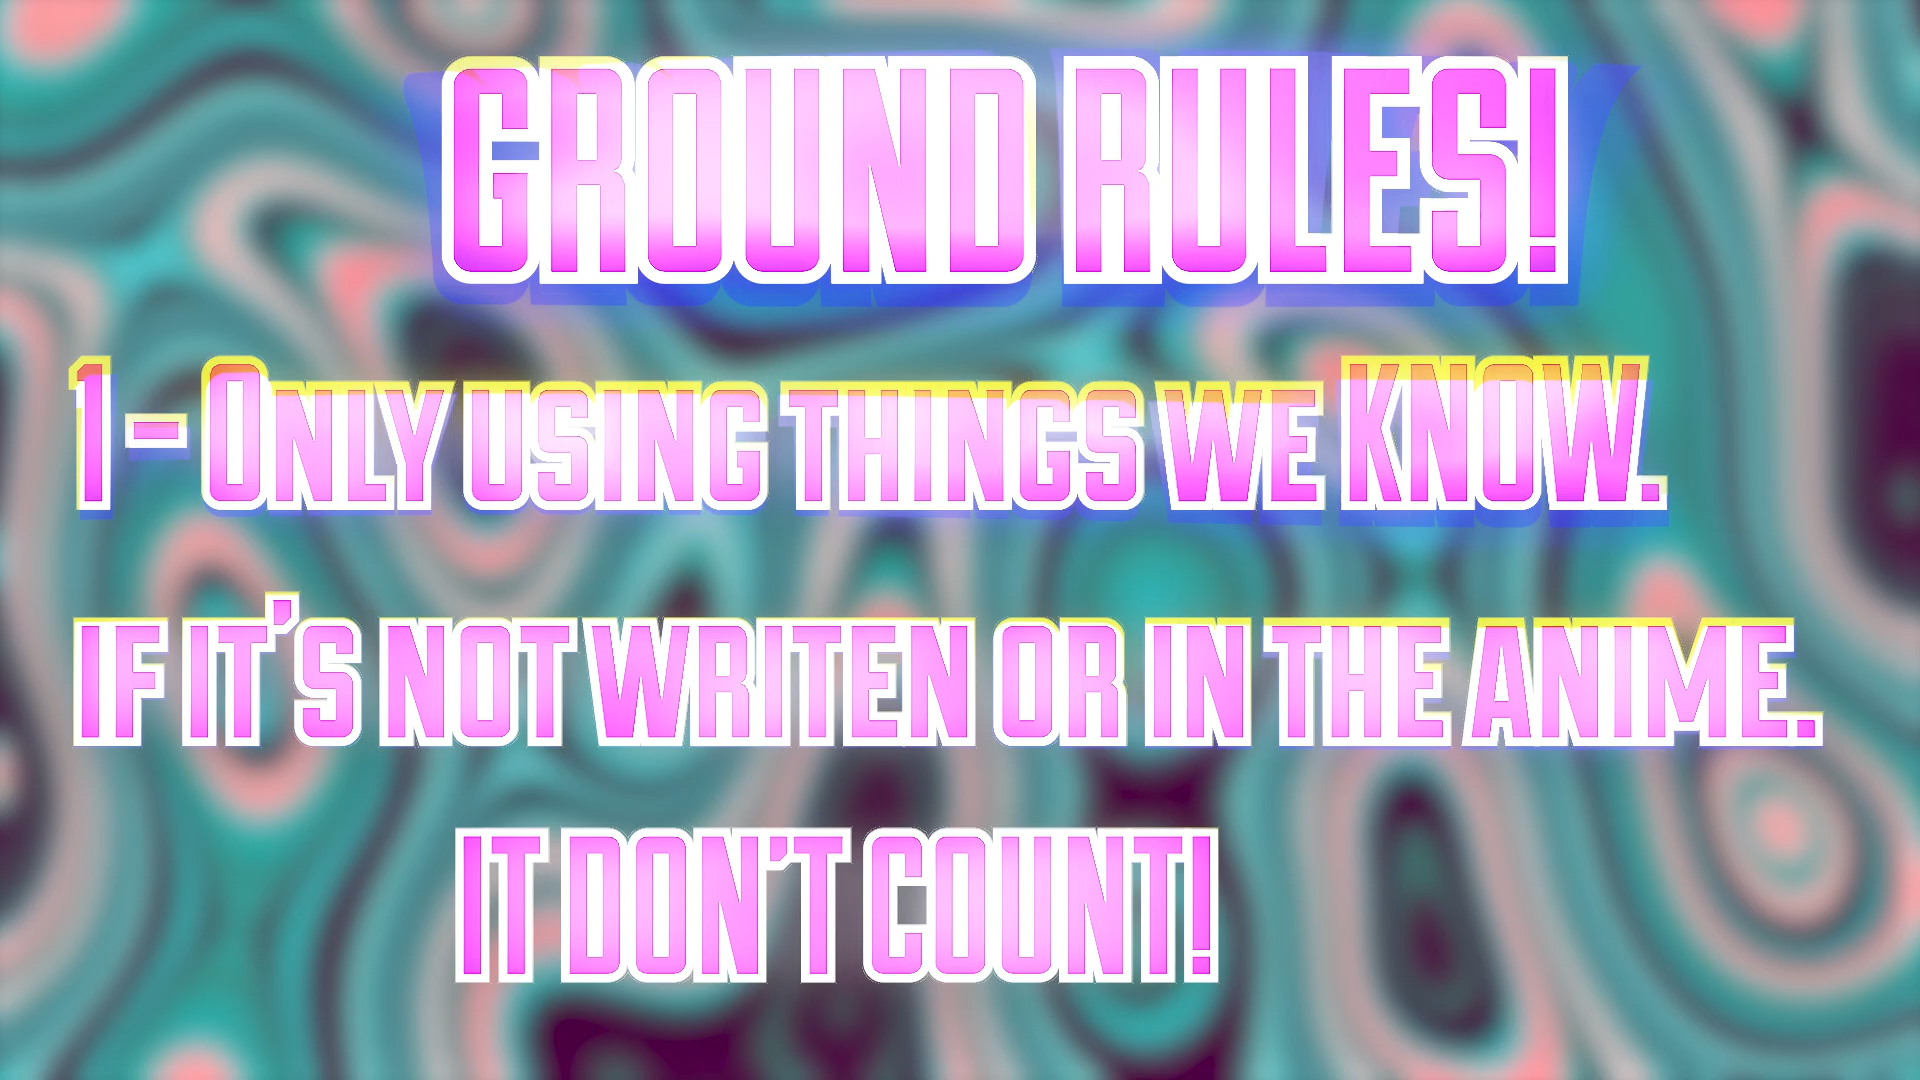 GROUND RULES!
1 - ONLY USING THINGS WE KNOW.
IF IT'S NOT WRITEN OR IN THE ANIME.
IT DON'T COUNT!